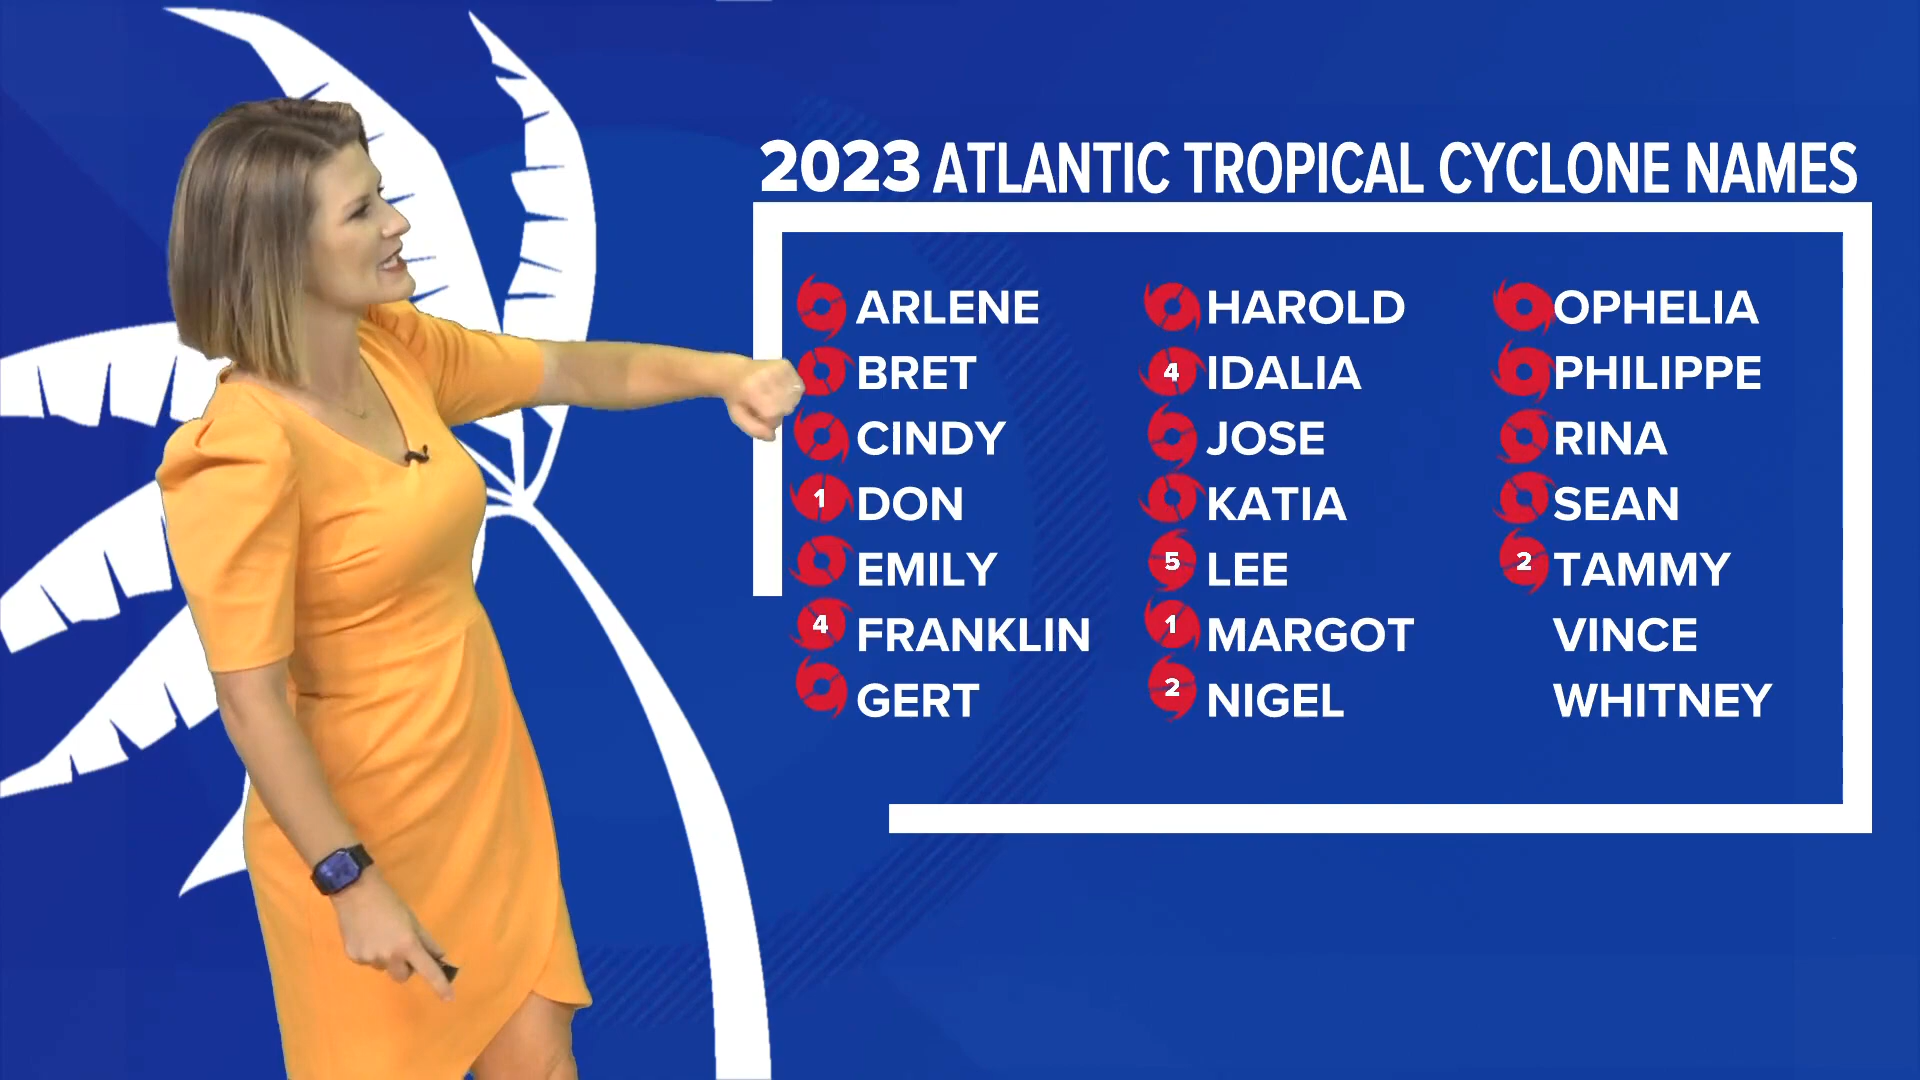 2023 ATLANTIC TROPICAL CYCLONE NAMES
ARLENE
BRET
CINDY
1 DON
EMILY
4 FRANKLIN
GERT
HAROLD
4 IDALIA
JOSE
KATIA
5 LEE
1 MARGOT
2 NIGEL
OPHELIA
PHILIPPE
RINA
SEAN
2 TAMMY
VINCE
WHITNEY